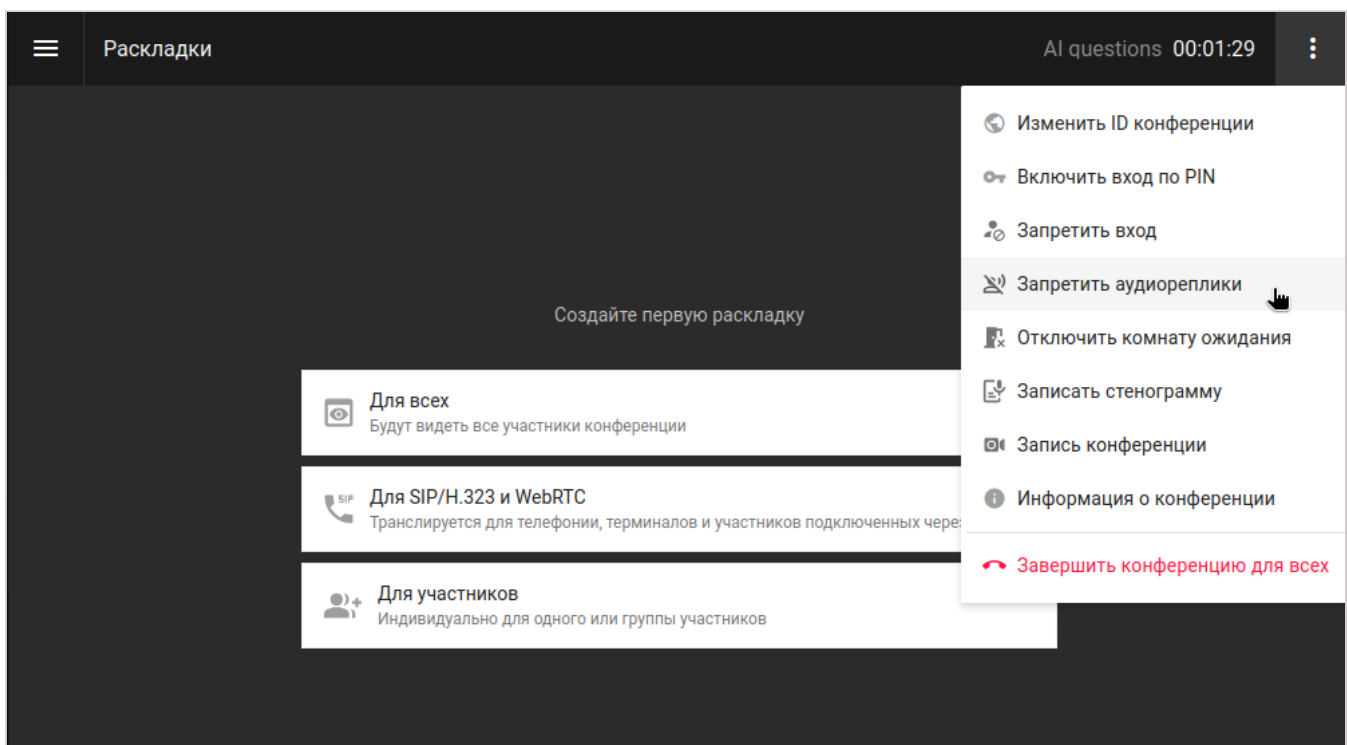 Раскладки
AI questions 00:01:29
Изменить ID конференции
Включить вход по PIN
Запретить вход
Запретить аудиореплики
Отключить комнату ожидания
Записать стенограмму
Запись конференции
Информация о конференции
Завершить конференцию для всех
Создайте первую раскладку
Для всех
Будут видеть все участники конференции
SIP
Для SIP/H.323 и WebRTC
Транслируется для телефонии, терминалов и участников подключенных через
Для участников
Индивидуально для одного или группы участников